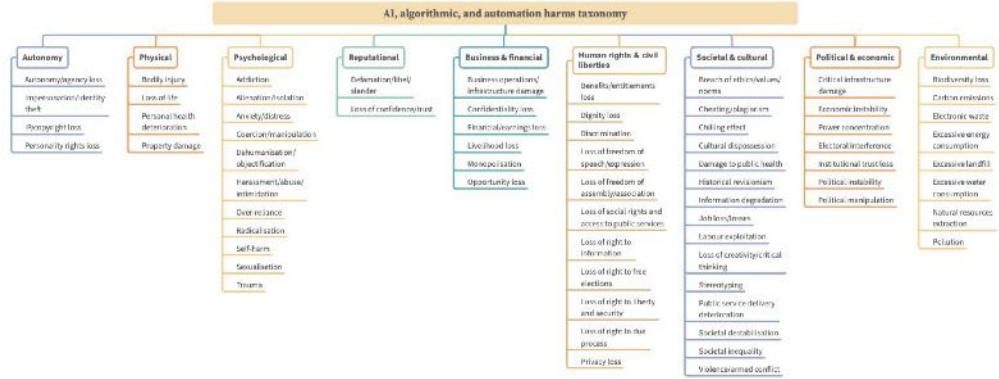 AI, algorithmic, and automation harms taxonomy
Autonomy
Autonomy/agency loss
Impersonation/identity
theft
IP/copyright loss
Personality rights loss
Physical
Bodily injury
Loss of life
Personal health
deterioration
Property damage
Psychological
Addiction
Alienation/isolation
Anxiety/distress
Coercion/manipulation
Dehumanisation/
objectification
Harassment/abuse/
intimidation
Over-reliance
Radicalisation
Self-harm
Sexualisation
Trauma
Reputational
Defamation/libel/
slander
Loss of confidence/trust
Business & financial
Business operations/
infrastructure damage
Confidentiality loss
Financial/earnings loss
Livelihood loss
Monopolisation
Opportunity loss
Human rights & civil
liberties
Benefits/entitlements
loss
Dignity loss
Discrimination
Loss of freedom of
speech/expression
Loss of freedom of
assembly/association
Loss of social rights and
access to public services
Loss of right to
information
Loss of right to free
elections
Loss of right to liberty
and security
Loss of right to due
process
Privacy loss
Societal & cultural
Breach of ethics/values/
norms
Cheating/plagiarism
Chilling effect
Cultural dispossession
Damage to public health
Historical revisionism
Information degradation
Job loss/losses
Labour exploitation
Loss of creativity/critical
thinking
Stereotyping
Public service delivery
deterioration
Societal destabilisation
Societal inequality
Violence/armed conflict
Political & economic
Critical infrastructure
damage
Economic instability
Power concentration
Electoral interference
Institutional trust loss
Political instability
Political manipulation
Environmental
Biodiversity loss
Carbon emissions
Electronic waste
Excessive energy
consumption
Excessive landfill
Excessive water
consumption
Natural resources
extraction
Pollution